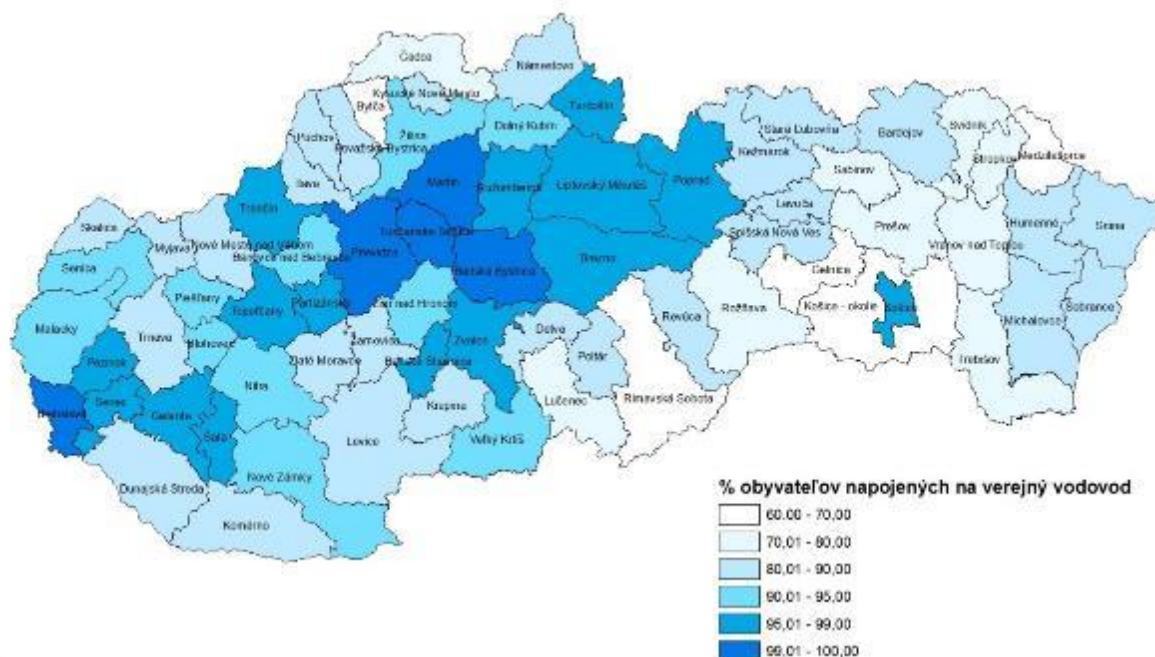 Čadca
Námestovo
Kysucké Nové Mesto
Bytča
Tvrdošín
Dolný Kubín
Púchov
Žilina
Považská Bystrica
Stará Ľubovňa
Bardejov
Svidník
Stropkov
Medzilaborce
Kežmarok
Sabinov
Ilava
Martin
Ružomberok
Liptovský Mikuláš
Poprad
Levoča
Prešov
Humenné
Snina
Trenčín
Skalica
Myjava
Nové Mesto nad Váhom
Bánovce nad Bebravou
Prievidza
Turčianske Teplice
Banská Bystrica
Brezno
Spišská Nová Ves
Vranov nad Topľou
Gelnica
Senica
Piešťany
Topoľčany
Partizánske
Žiar nad Hronom
Košice - okolie
Sobrance
Malacky
Trnava
Hlohovec
Zlaté Moravce
Žarnovica
Banská Štiavnica
Zvolen
Detva
Poltár
Revúca
Rožňava
Michalovce
Trebišov
Pezinok
Senec
Galanta
Šaľa
Nitra
Levice
Krupina
Lučenec
Rimavská Sobota
Veľký Krtíš
Bratislava
Dunajská Streda
Nové Zámky
Komárno
% obyvateľov napojených na verejný vodovod
60,00 - 70,00
70,01 - 80,00
80,01 - 90,00
90,01 - 95,00
95,01 - 99,00
99,01 - 100,00